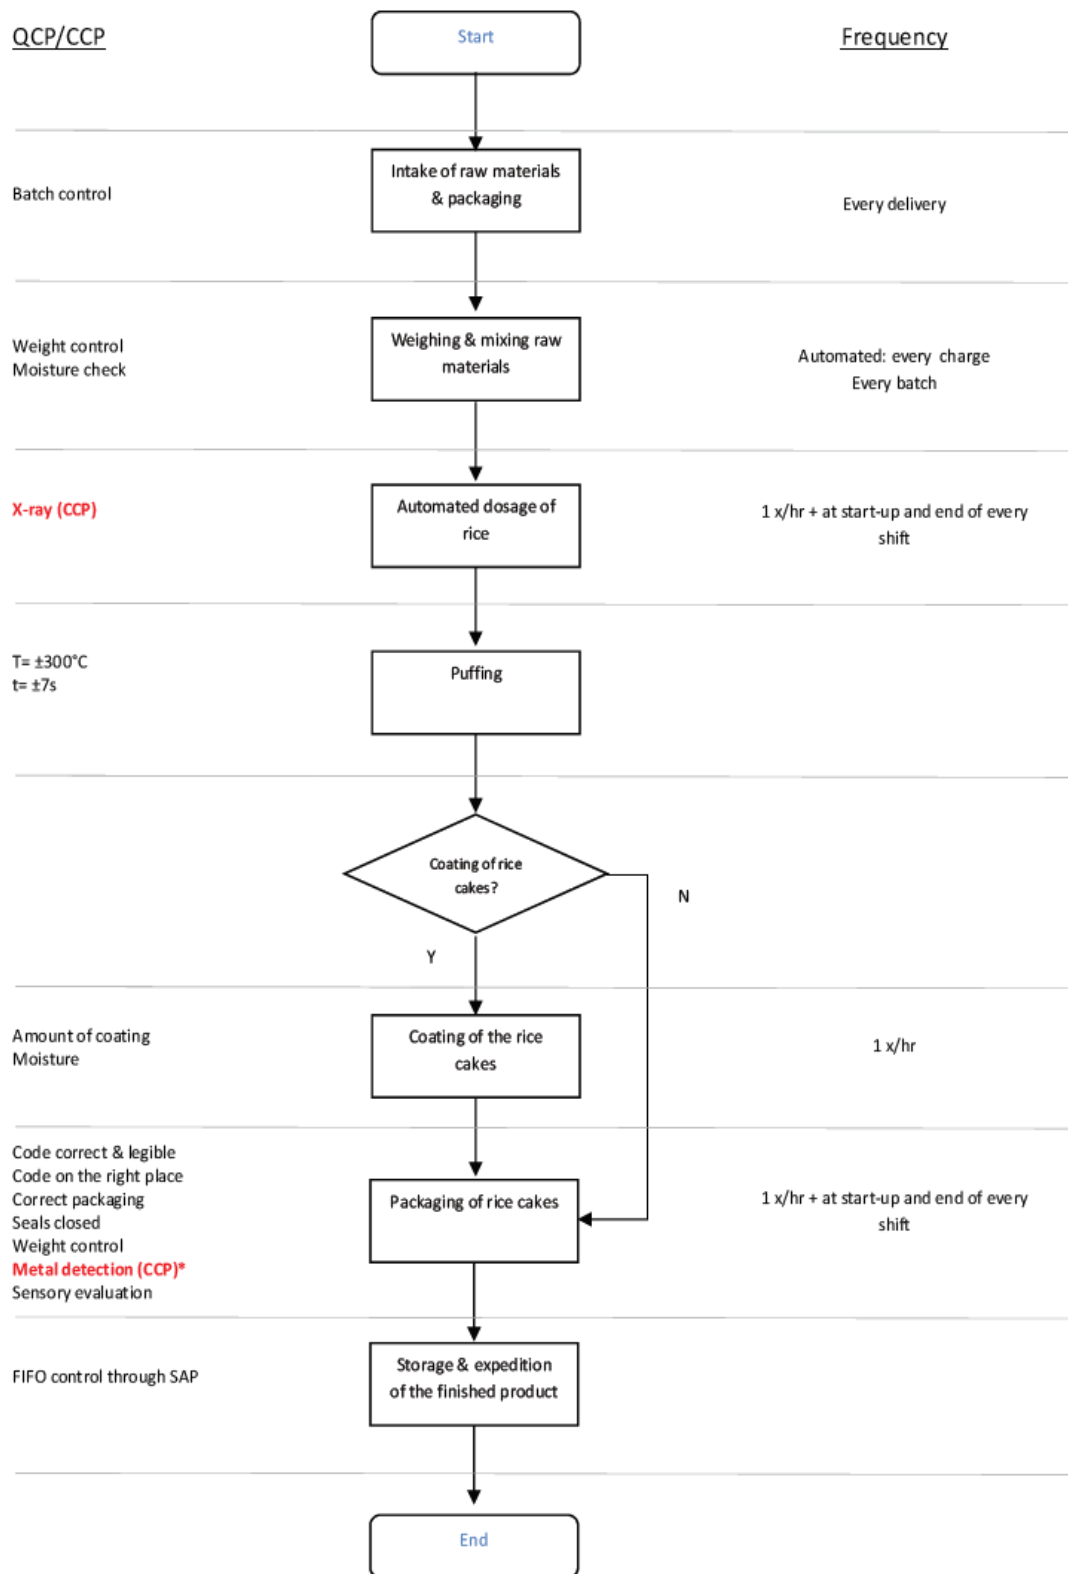 QCP/CCP
Start
Frequency
Batch control
Intake of raw materials
& packaging
Every delivery
Weight control
Moisture check
Weighing & mixing raw
materials
Automated: every charge
Every batch
X-ray (CCP)
Automated dosage of
rice
1 x/hr + at start-up and end of every
shift
T= ±300°C
t= ±7s
Puffing
Coating of rice
cakes?
N
Y
Amount of coating
Moisture
Coating of the rice
cakes
1 x/hr
Code correct & legible
Code on the right place
Correct packaging
Seals closed
Weight control
Metal detection (CCP)*
Sensory evaluation
Packaging of rice cakes
1 x/hr + at start-up and end of every
shift
FIFO control through SAP
Storage & expedition
of the finished product
End